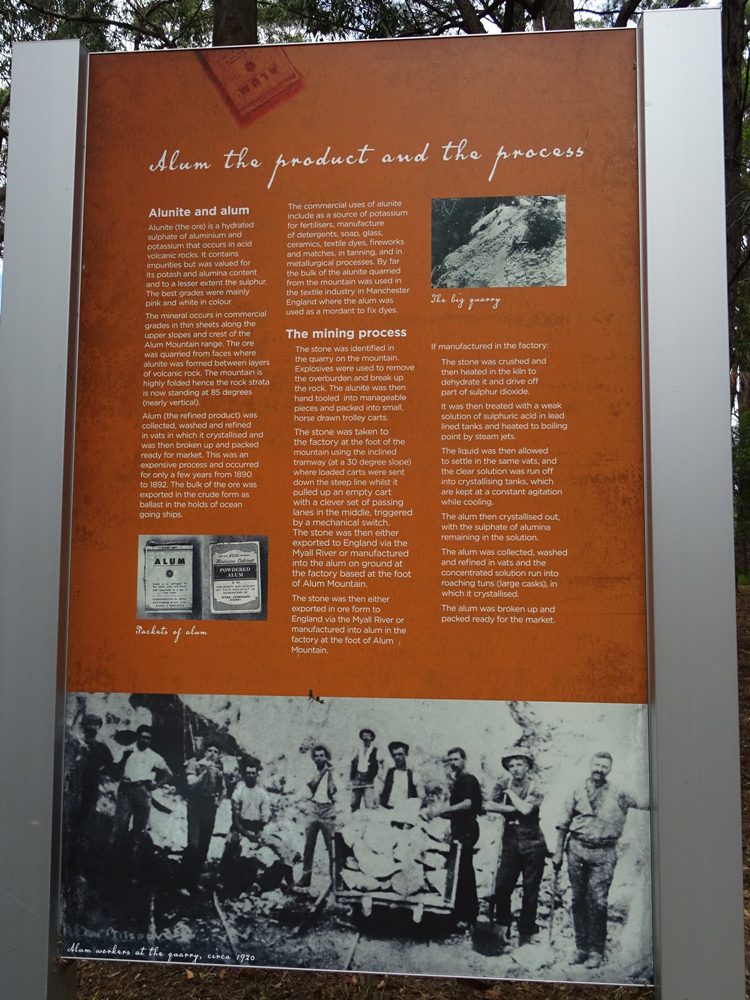 ALUM
Alum the product and the process
Alunite and alum
Alunite (the ore) is a hydrated
sulphate of aluminium and
potassium that occurs in acid
volcanic rocks. It contains
impurities but was valued for
its potash and alumina content
and to a lesser extent the sulphur.
The best grades were mainly
pink and white in colour
The mineral occurs in commercial
grades in thin sheets along the
upper slopes and crest of the
Alum Mountain range. The ore
was quarried from faces where
alunite was formed between layers
of volcanic rock. The mountain is
highly folded hence the rock strata
is now standing at 85 degrees
(nearly vertical).
Alum (the refined product) was
collected, washed and refined
in vats in which it crystallised and
was then broken up and packed
ready for market. This was an
expensive process and occurred
for only a few years from 1890
to 1892. The bulk of the ore was
exported in the crude form as
ballast in the holds of ocean
going ships.
ALUM
POWDERED
ALUM
Packets of alum
The commercial uses of alunite
include as a source of potassium
for fertilisers, manufacture
of detergents, soap, glass,
ceramics, textile dyes, fireworks
and matches, in tanning, and in
metallurgical processes. By far
the bulk of the alunite quarried
from the mountain was used in
the textile industry in Manchester
England where the alum was
used as a mordant to fix dyes.
The mining process
The stone was identified in
the quarry on the mountain.
Explosives were used to remove
the overburden and break up
the rock. The alunite was then
hand tooled into manageable
pieces and packed into small,
horse drawn trolley carts.
The stone was taken to
the factory at the foot of the
mountain using the inclined
tramway (at a 30 degree slope)
where loaded carts were sent
down the steep line whilst it
pulled up an empty cart
with a clever set of passing
lanes in the middle, triggered
by a mechanical switch.
The stone was then either
exported to England via the
Myall River or manufactured
into the alum on ground at
the factory based at the foot
of Alum Mountain.
The stone was then either
exported in ore form to
England via the Myall River or
manufactured into alum in the
factory at the foot of Alum
Mountain.
The big quarry
If manufactured in the factory:
The stone was crushed and
then heated in the kiln to
dehydrate it and drive off
part of sulphur dioxide.
It was then treated with a weak
solution of sulphuric acid in lead
lined tanks and heated to boiling
point by steam jets.
The liquid was then allowed
to settle in the same vats, and
the clear solution was run off
into crystallising tanks, which
are kept at a constant agitation
while cooling.
The alum then crystallised out,
with the sulphate of alumina
remaining in the solution.
The alum was collected, washed
and refined in vats and the
concentrated solution run into
roaching tuns (large casks), in
which it crystallised.
The alum was broken up and
packed ready for the market.
Alum workers at the quarry, circa 1920